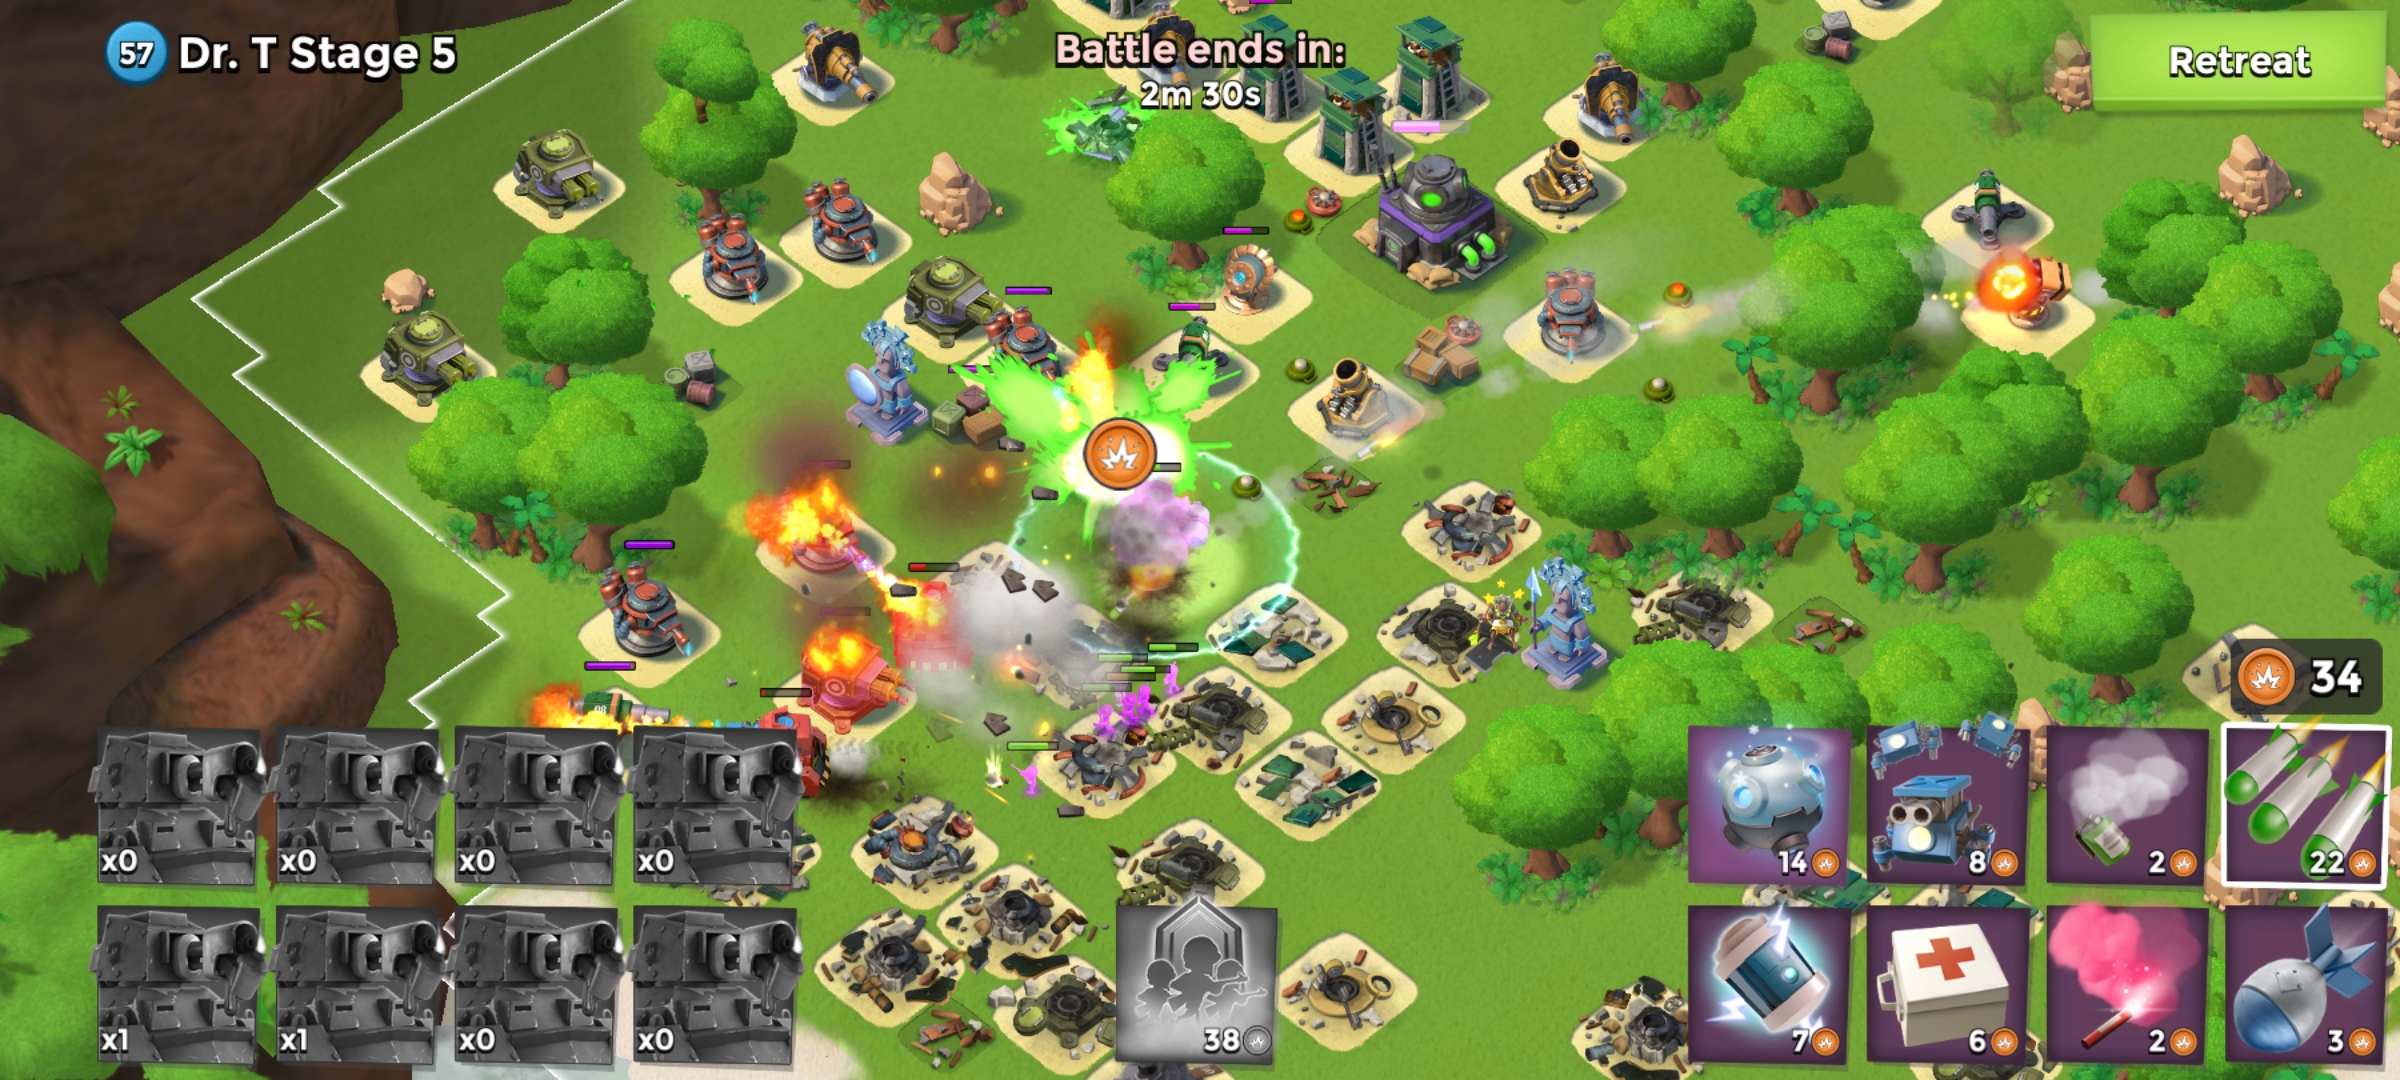 57 Dr. T Stage 5
Battle ends in:
2m 30s
Retreat
34
x0 x0 x0 x0
14 8 2 22
x1 x1 x0 x0
38
7 6 2 3